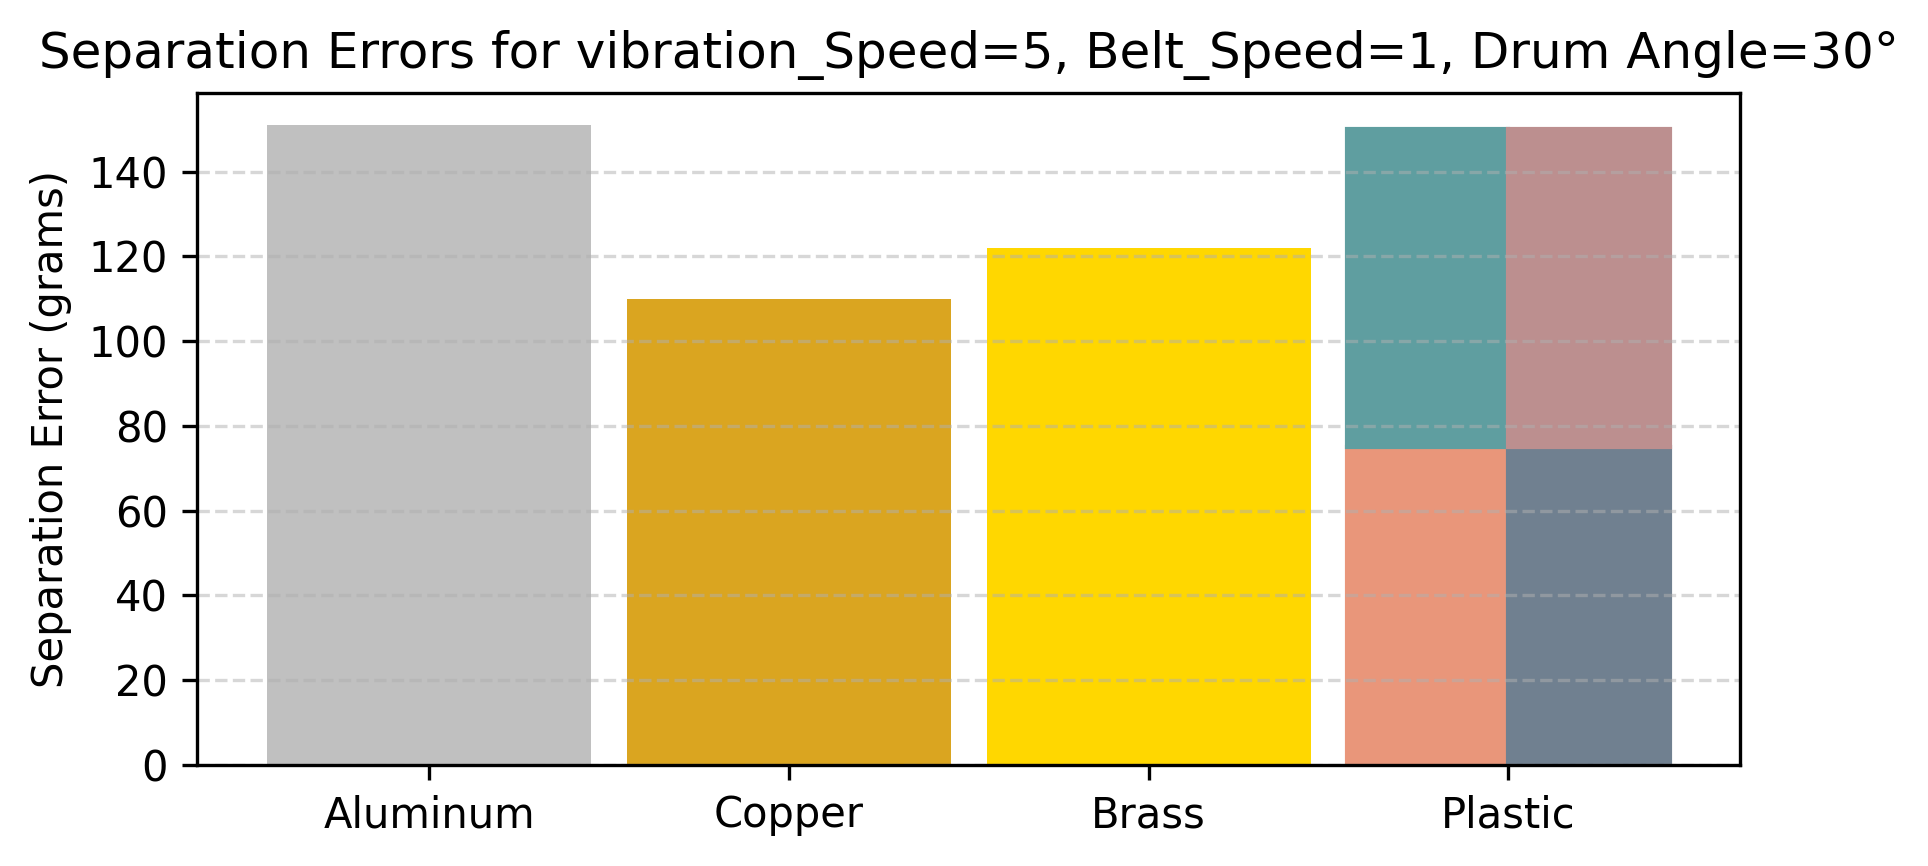 Separation Errors for vibration_Speed=5, Belt_Speed=1, Drum Angle=30°
Separation Error (grams)
140
120
100
80
60
40
20
0
Aluminum
Copper
Brass
Plastic